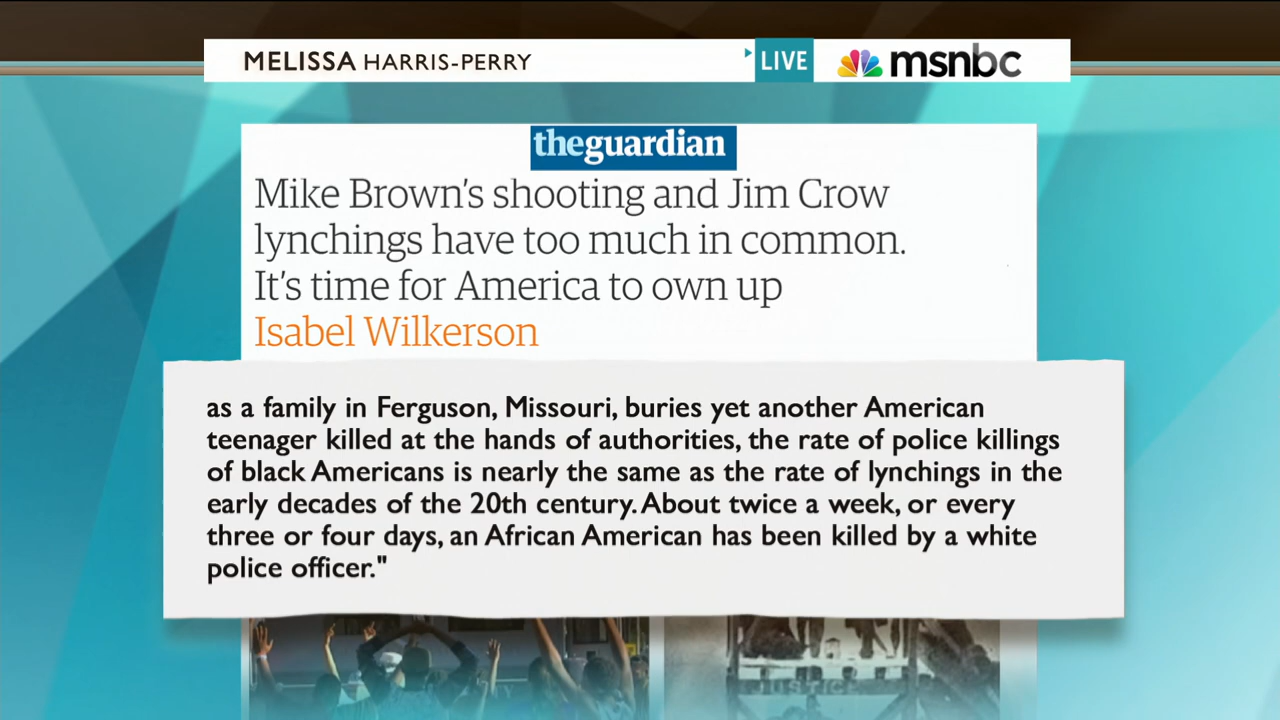 MELISSA HARRIS-PERRY
LIVE
msnbc
theguardian
Mike Brown's shooting and Jim Crow
lynchings have too much in common.
It's time for America to own up
Isabel Wilkerson
as a family in Ferguson, Missouri, buries yet another American
teenager killed at the hands of authorities, the rate of police killings
of black Americans is nearly the same as the rate of lynchings in the
early decades of the 20th century. About twice a week, or every
three or four days, an African American has been killed by a white
police officer."
JUSTICE